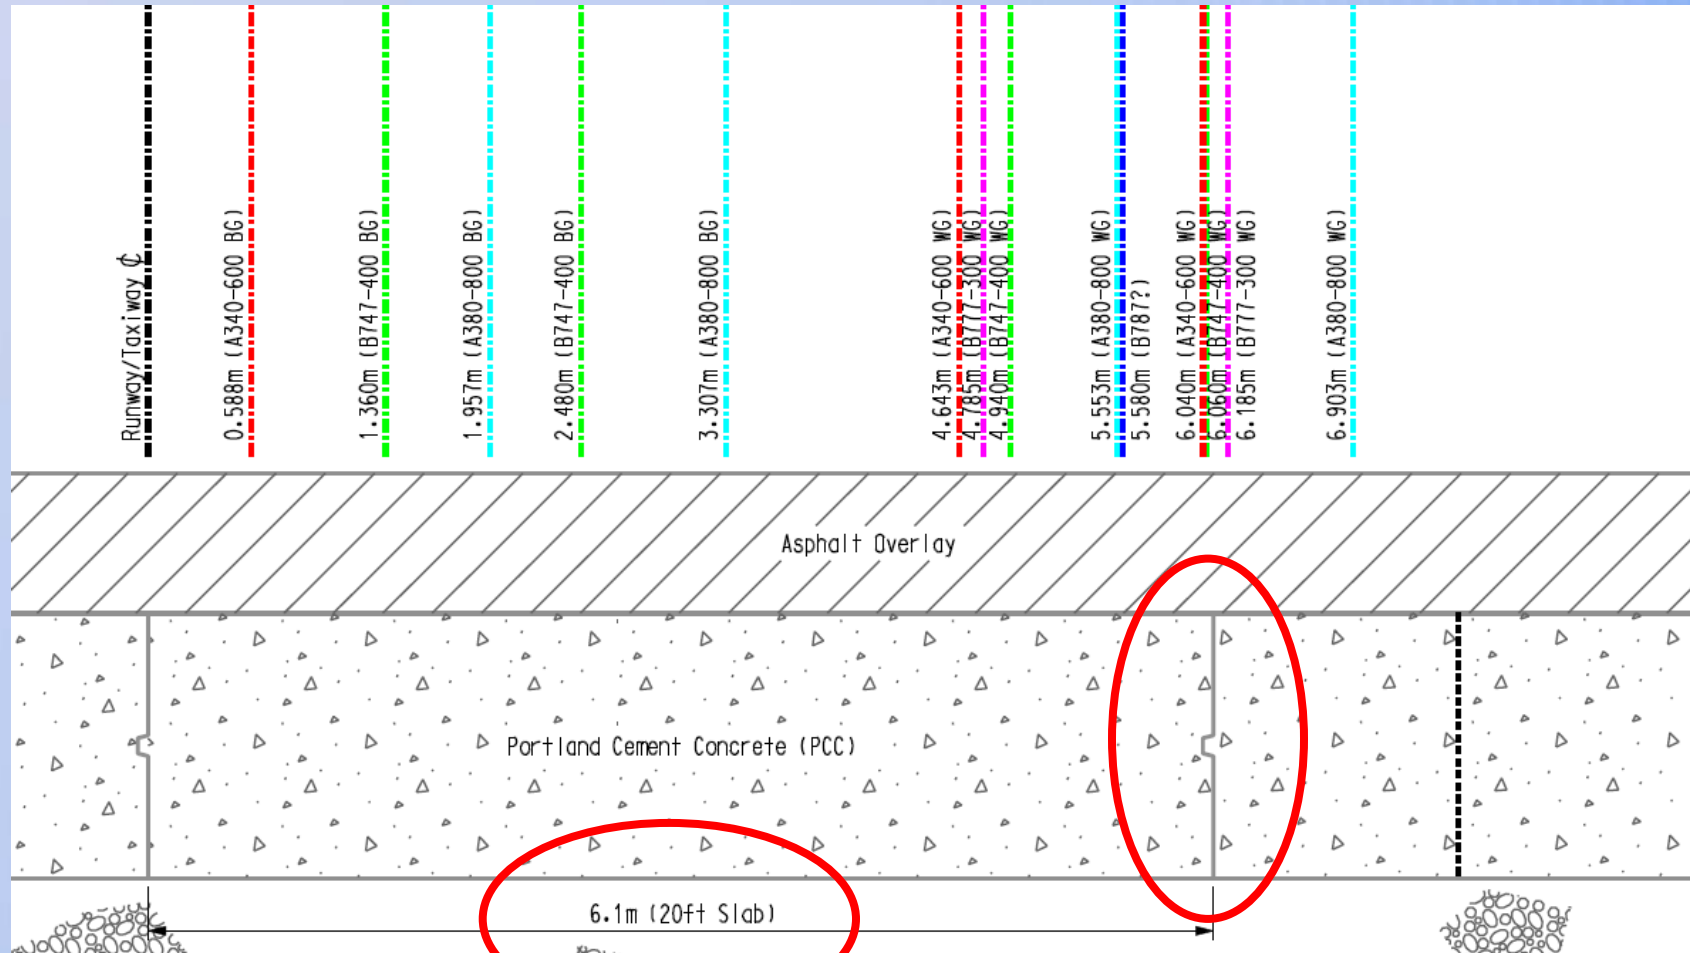 Runway/Taxiway ℄
0.588m (A340-600 BG)
1.360m (B747-400 BG)
1.957m (A380-800 BG)
2.480m (B747-400 BG)
3.307m (A380-800 BG)
4.643m (A340-600 WG)
4.785m (B777-300 WG)
4.940m (B747-400 WG)
5.553m (A380-800 WG)
5.580m (B787?)
6.040m (A340-600 WG)
6.060m (B747-400 WG)
6.185m (B777-300 WG)
6.903m (A380-800 WG)
Asphalt Overlay
Portland Cement Concrete (PCC)
6.1m (20ft Slab)